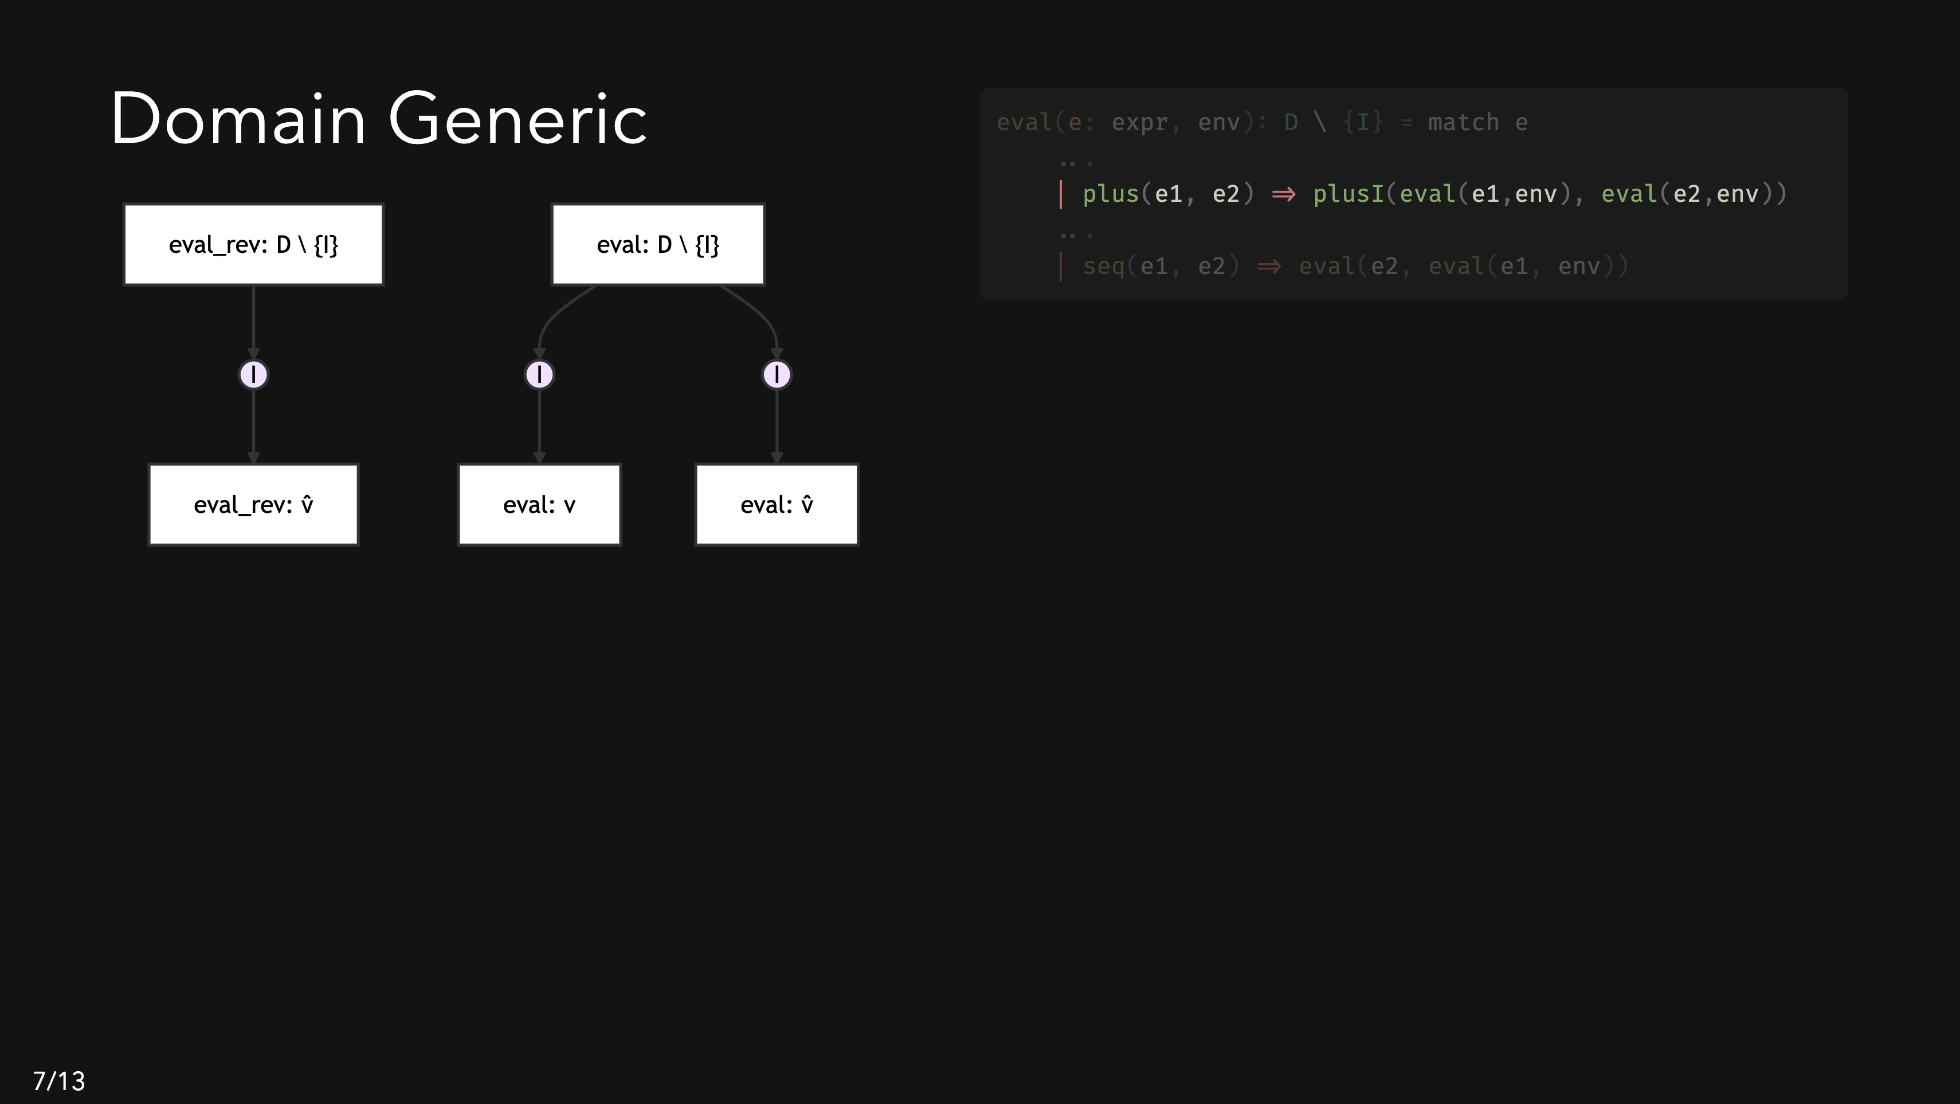 Domain Generic
eval_rev: D \ {I}
eval: D \ {I}
I
I
I
eval_rev: v̂
eval: v
eval: v̂
eval(e: expr, env): D \ {I} = match e
...
| plus(e1, e2) ⇒ plusI(eval(e1,env), eval(e2,env))
...
| seq(e1, e2) ⇒ eval(e2, eval(e1, env))
7/13